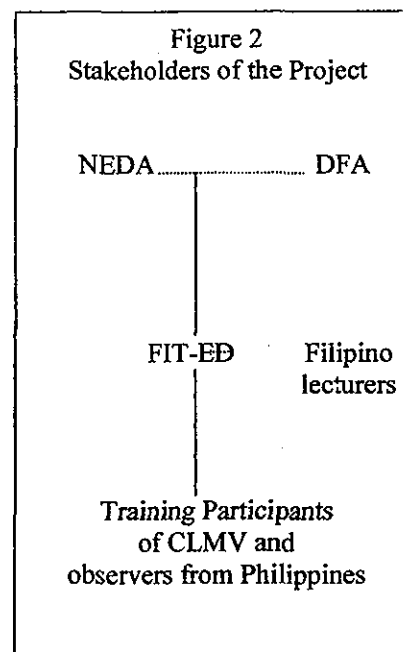 Figure 2
Stakeholders of the Project
NEDA DFA
FIT-ED Filipino
lecturers
Training Participants
of CLMV and
observers from Philippines